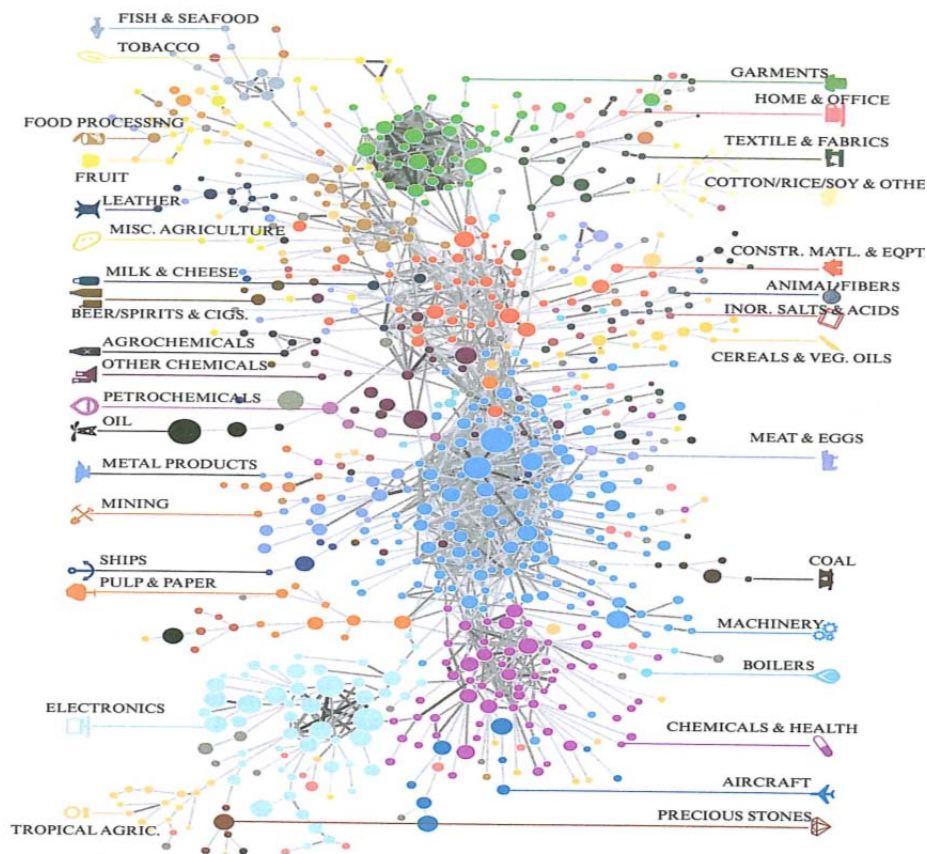 FISH & SEAFOOD
TOBACCO
FOOD PROCESSING
FRUIT
LEATHER
MISC. AGRICULTURE
MILK & CHEESE
BEER/SPIRITS & CIGS.
AGROCHEMICALS
OTHER CHEMICALS
PETROCHEMICALS
OIL
METAL PRODUCTS
MINING
SHIPS
PULP & PAPER
ELECTRONICS
TROPICAL AGRIC.
GARMENTS
HOME & OFFICE
TEXTILE & FABRICS
COTTON/RICE/SOY & OTHE
CONSTR. MATL. & EQPT.
ANIMAL FIBERS
INOR. SALTS & ACIDS
CEREALS & VEG. OILS
MEAT & EGGS
COAL
MACHINERY
BOILERS
CHEMICALS & HEALTH
AIRCRAFT
PRECIOUS STONES